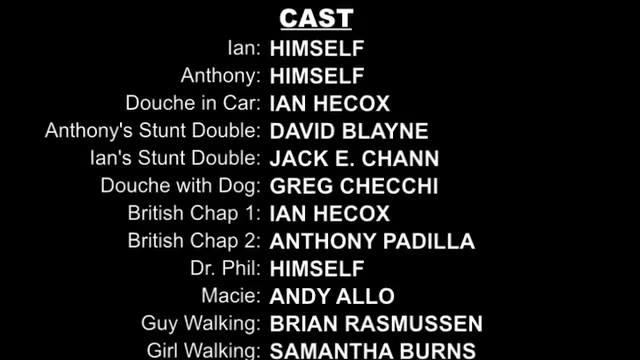 CAST
Ian: HIMSELF
Anthony: HIMSELF
Douche in Car: IAN HECOX
Anthony's Stunt Double: DAVID BLAYNE
Ian's Stunt Double: JACK E. CHANN
Douche with Dog: GREG CHECCHI
British Chap 1: IAN HECOX
British Chap 2: ANTHONY PADILLA
Dr. Phil: HIMSELF
Macie: ANDY ALLO
Guy Walking: BRIAN RASMUSSEN
Girl Walking: SAMANTHA BURNS